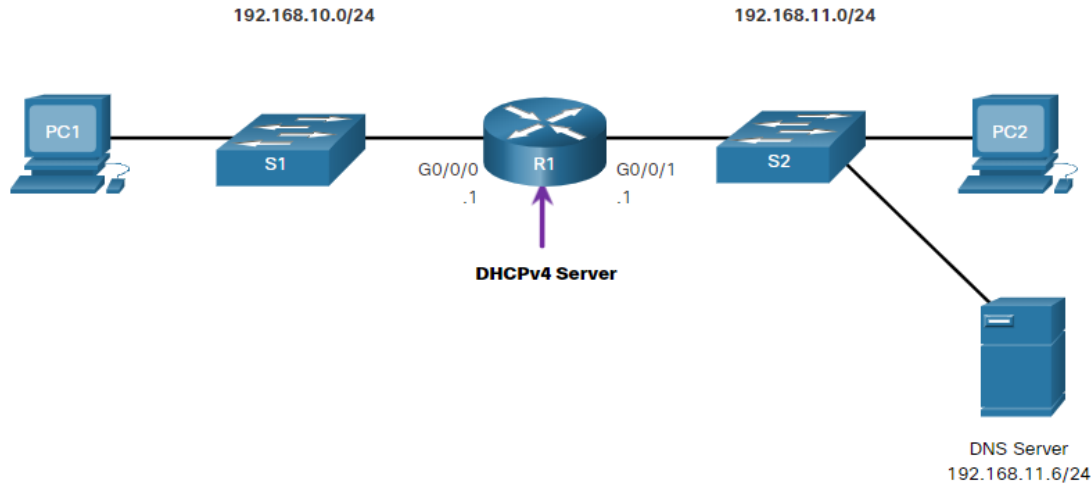 192.168.10.0/24
192.168.11.0/24
PC1
S1
G0/0/0
.1
R1
G0/0/1
.1
S2
PC2
DHCPv4 Server
DNS Server
192.168.11.6/24